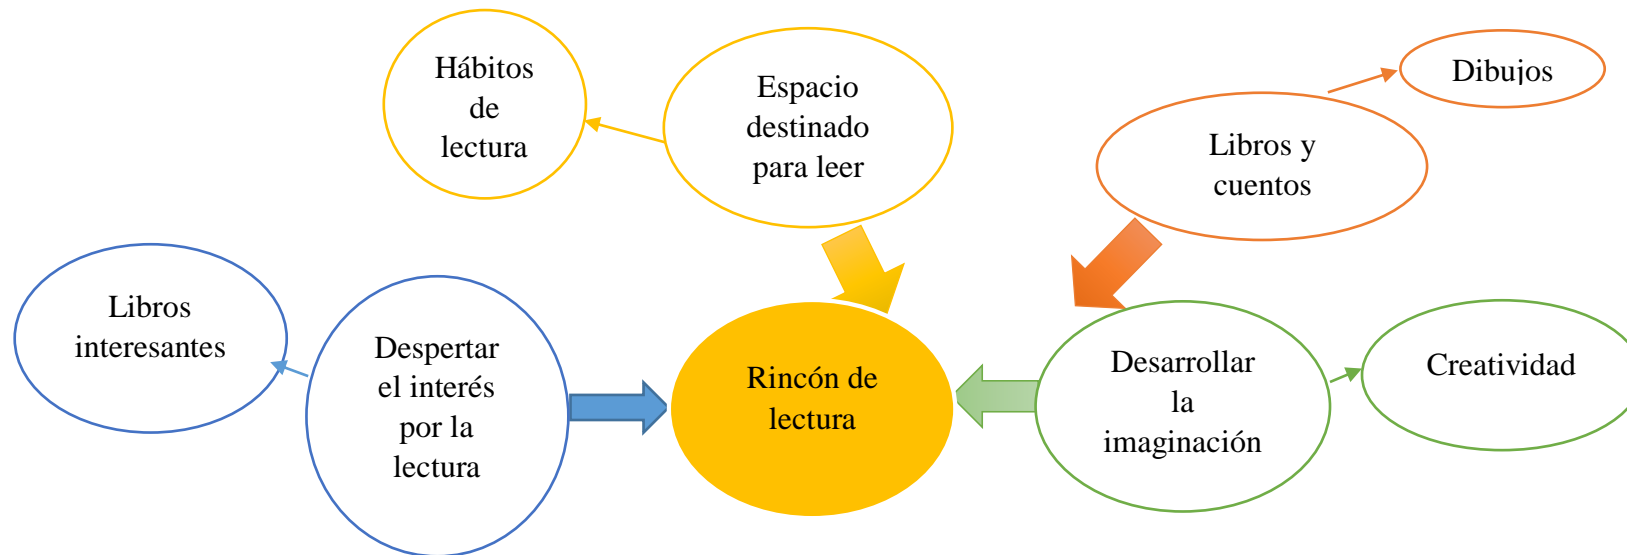 Hábitos
de
lectura
Espacio
destinado
para leer
Libros y
cuentos
Dibujos
Libros
interesantes
Despertar
el interés
por la
lectura
Rincón de
lectura
Desarrollar
la
imaginación
Creatividad